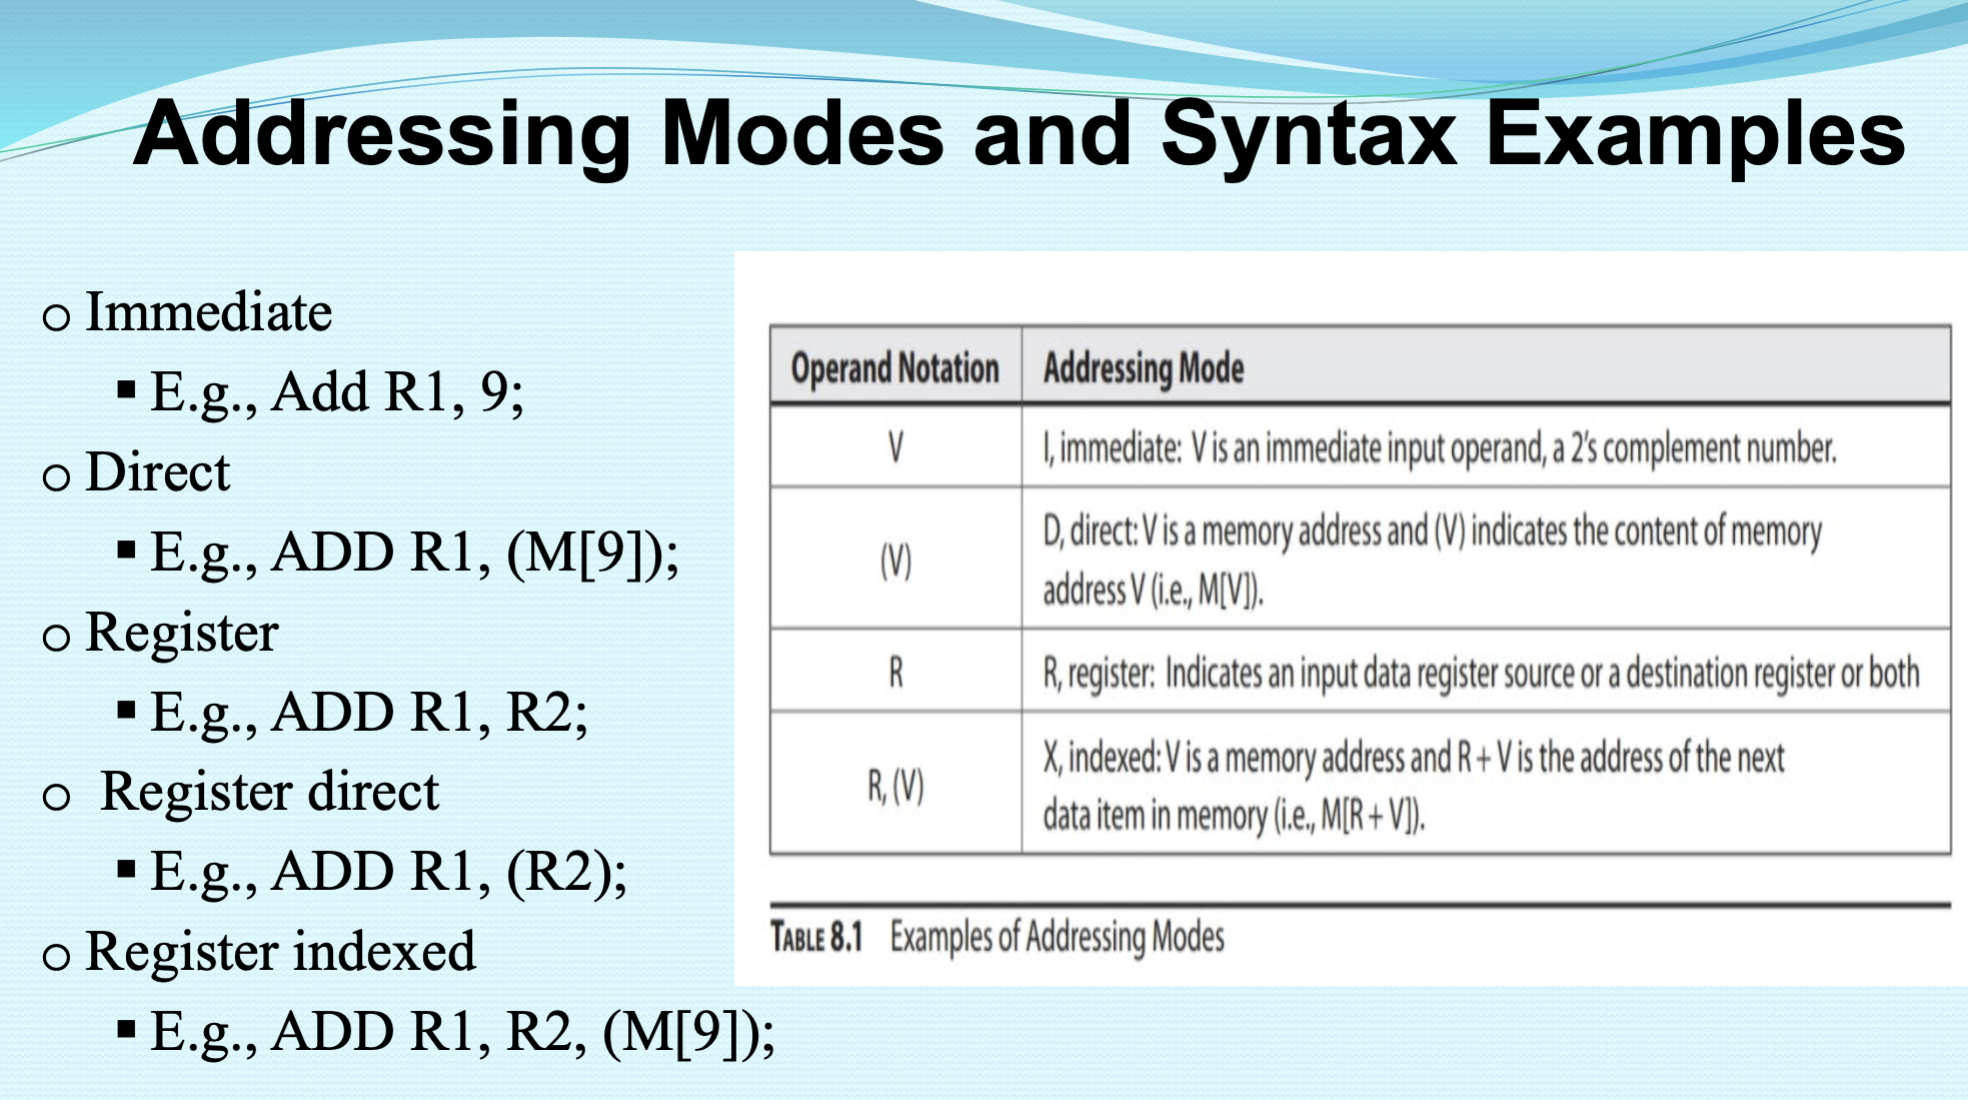 Addressing Modes and Syntax Examples
o Immediate
▪ E.g., Add R1, 9;
o Direct
▪ E.g., ADD R1, (M[9]);
o Register
▪ E.g., ADD R1, R2;
o Register direct
▪ E.g., ADD R1, (R2);
o Register indexed
▪ E.g., ADD R1, R2, (M[9]);
Operand Notation Addressing Mode
V I, immediate: V is an immediate input operand, a 2's complement number.
(V) D, direct: V is a memory address and (V) indicates the content of memory
address V (i.e., M[V]).
R R, register: Indicates an input data register source or a destination register or both
R, (V) X, indexed: V is a memory address and R + V is the address of the next
data item in memory (i.e., M[R + V]).
TABLE 8.1 Examples of Addressing Modes